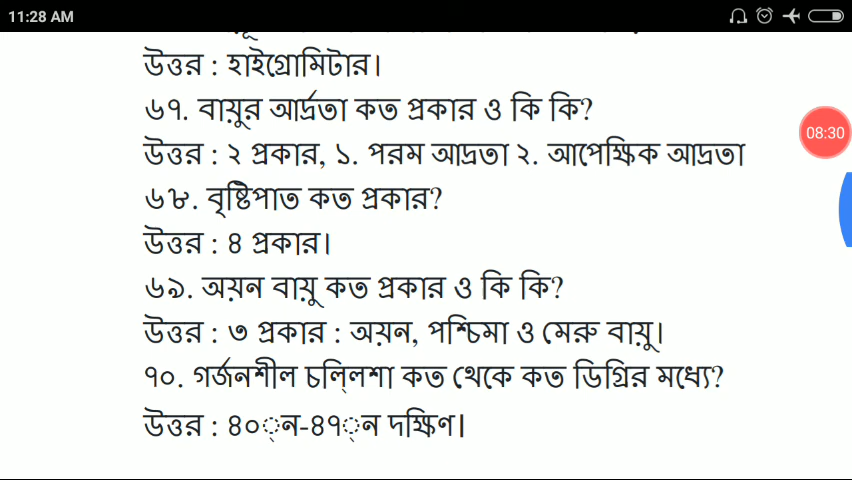 11:28 AM
উত্তর : হাইগ্রোমিটার।
৬৭. বায়ুর আর্দ্রতা কত প্রকার ও কি কি?
08:30
উত্তর : ২ প্রকার, ১. পরম আদ্রতা ২. আপেক্ষিক আদ্রতা
৬৮. বৃষ্টিপাত কত প্রকার?
উত্তর : ৪ প্রকার।
৬৯. অয়ন বায়ু কত প্রকার ও কি কি?
উত্তর : ৩ প্রকার : অয়ন, পশ্চিমা ও মেরু বায়ু।
৭০. গর্জনশীল চল্লিশা কত থেকে কত ডিগ্রির মধ্যে?
উত্তর : ৪০্ন-৪৭্ন দক্ষিণ।